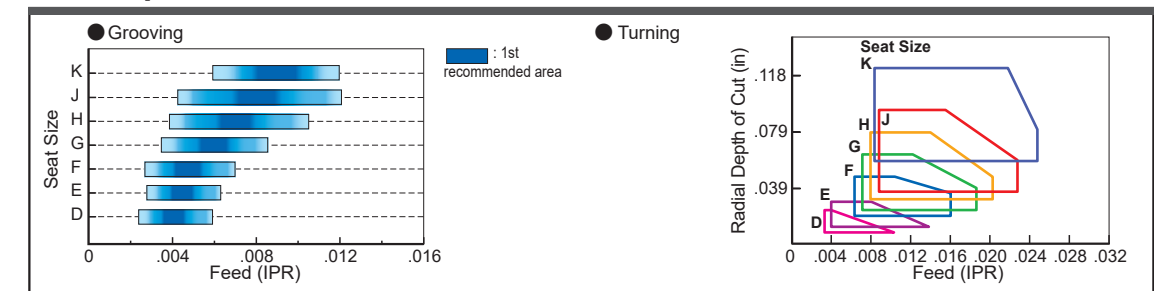 Grooving
: 1st
recommended area
Seat Size
K
J
H
G
F
E
D
0 .004 .008 .012 .016
Feed (IPR)
Turning
Radial Depth of Cut (in)
Seat Size
K
J
H
G
F
E
D
.118
.079
.039
0 .004 .008 .012 .016 .020 .024 .028 .032
Feed (IPR)